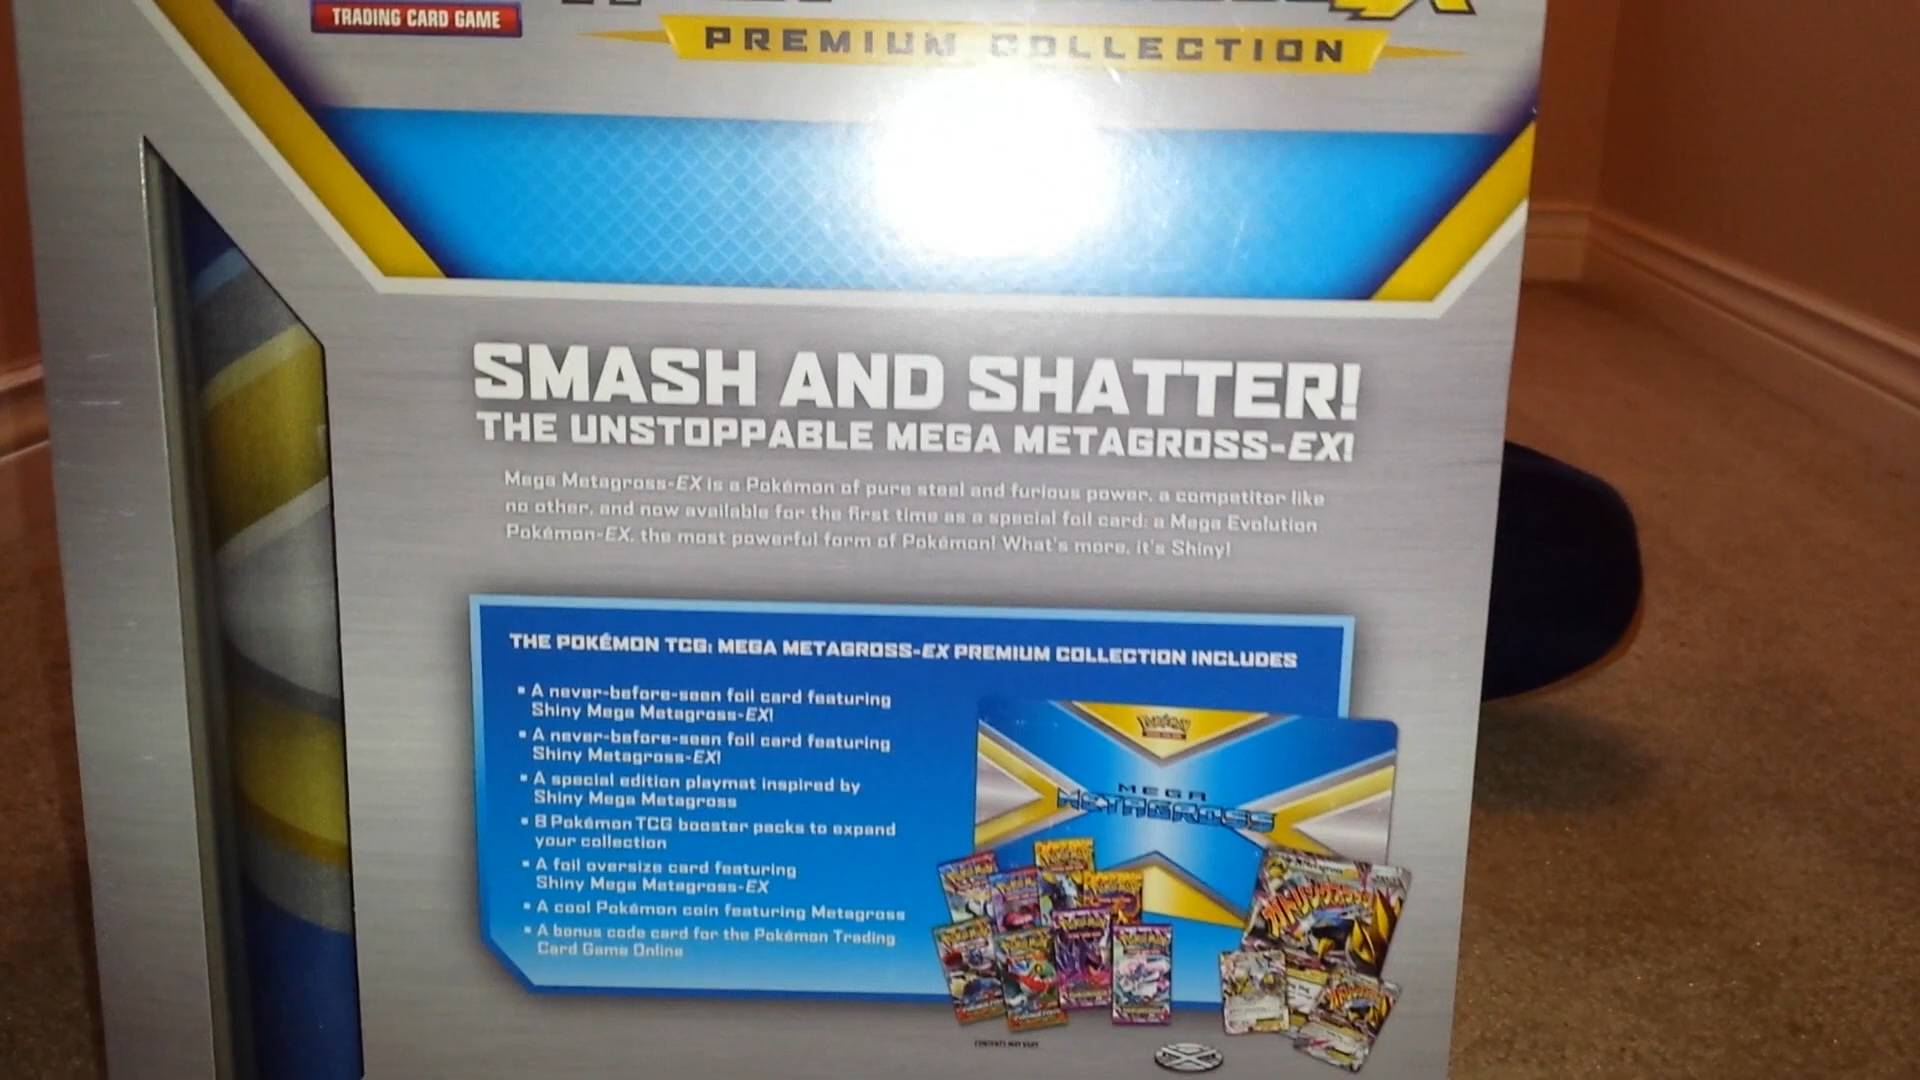 TRADING CARD GAME
PREMIUM COLLECTION
SMASH AND SHATTER!
THE UNSTOPPABLE MEGA METAGROSS-EX!
Mega Metagross-EX is a Pokémon of pure steel and furious power, a competitor like
no other, and now available for the first time as a special foil card: a Mega Evolution
Pokémon-EX, the most powerful form of Pokémon! What's more, it's Shiny!
THE POKÉMON TCG: MEGA METAGROSS-EX PREMIUM COLLECTION INCLUDES
▪ A never-before-seen foil card featuring
Shiny Mega Metagross-EX!
▪ A never-before-seen foil card featuring
Shiny Metagross-EX!
▪ A special edition playmat inspired by
Shiny Mega Metagross
▪ 8 Pokémon TCG booster packs to expand
your collection
▪ A foil oversize card featuring
Shiny Mega Metagross-EX
▪ A cool Pokémon coin featuring Metagross
▪ A bonus code card for the Pokémon Trading
Card Game Online
Pokémon
MEGA
METAGROSS
CONTENTS MAY VARY